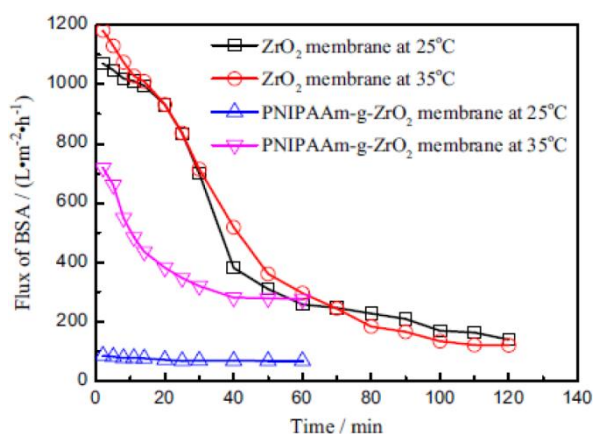 1200
1000
800
600
400
200
0
Flux of BSA / (L•m⁻²•h⁻¹)
ZrO₂ membrane at 25°C
ZrO₂ membrane at 35°C
PNIPAAm-g-ZrO₂ membrane at 25°C
PNIPAAm-g-ZrO₂ membrane at 35°C
0 20 40 60 80 100 120 140
Time / min